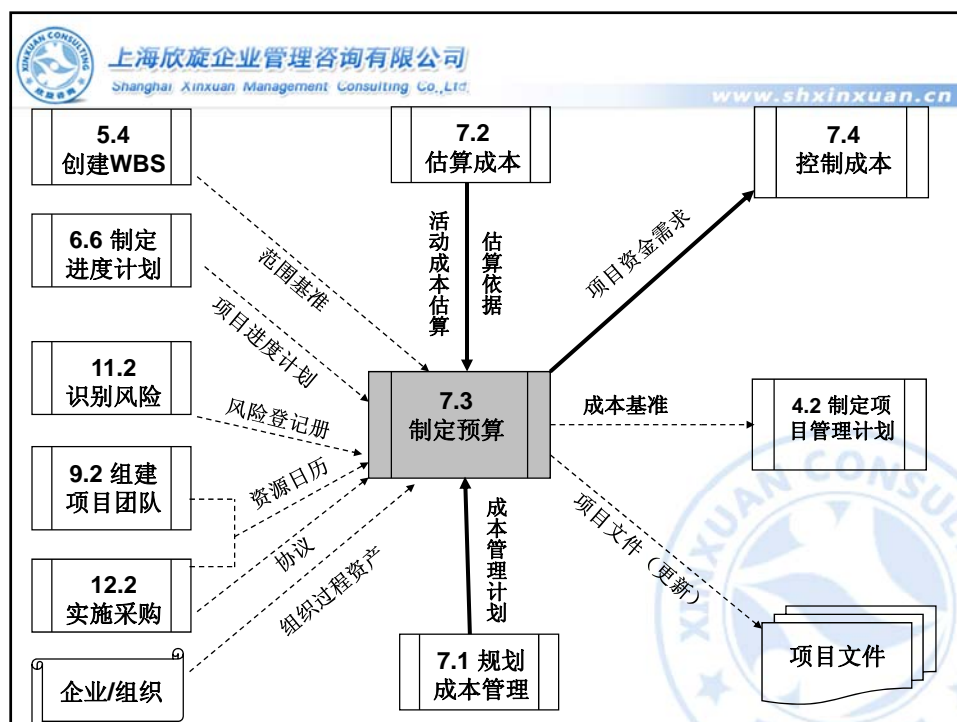 XINXUAN CONSULTING
欣旋咨询
上海欣旋企业管理咨询有限公司
Shanghai Xinxuan Management Consulting Co.,Ltd.
www.shxinxuan.cn
5.4
创建WBS
7.2
估算成本
7.4
控制成本
6.6 制定
进度计划
范围基准
活动成本估算
估算依据
项目资金需求
项目进度计划
11.2
识别风险
风险登记册
7.3
制定预算
成本基准
4.2 制定项
目管理计划
9.2 组建
项目团队
资源日历
12.2
实施采购
协议
组织过程资产
成本管理计划
项目文件（更新）
企业/组织
7.1 规划
成本管理
项目文件
XINXUAN CONSU